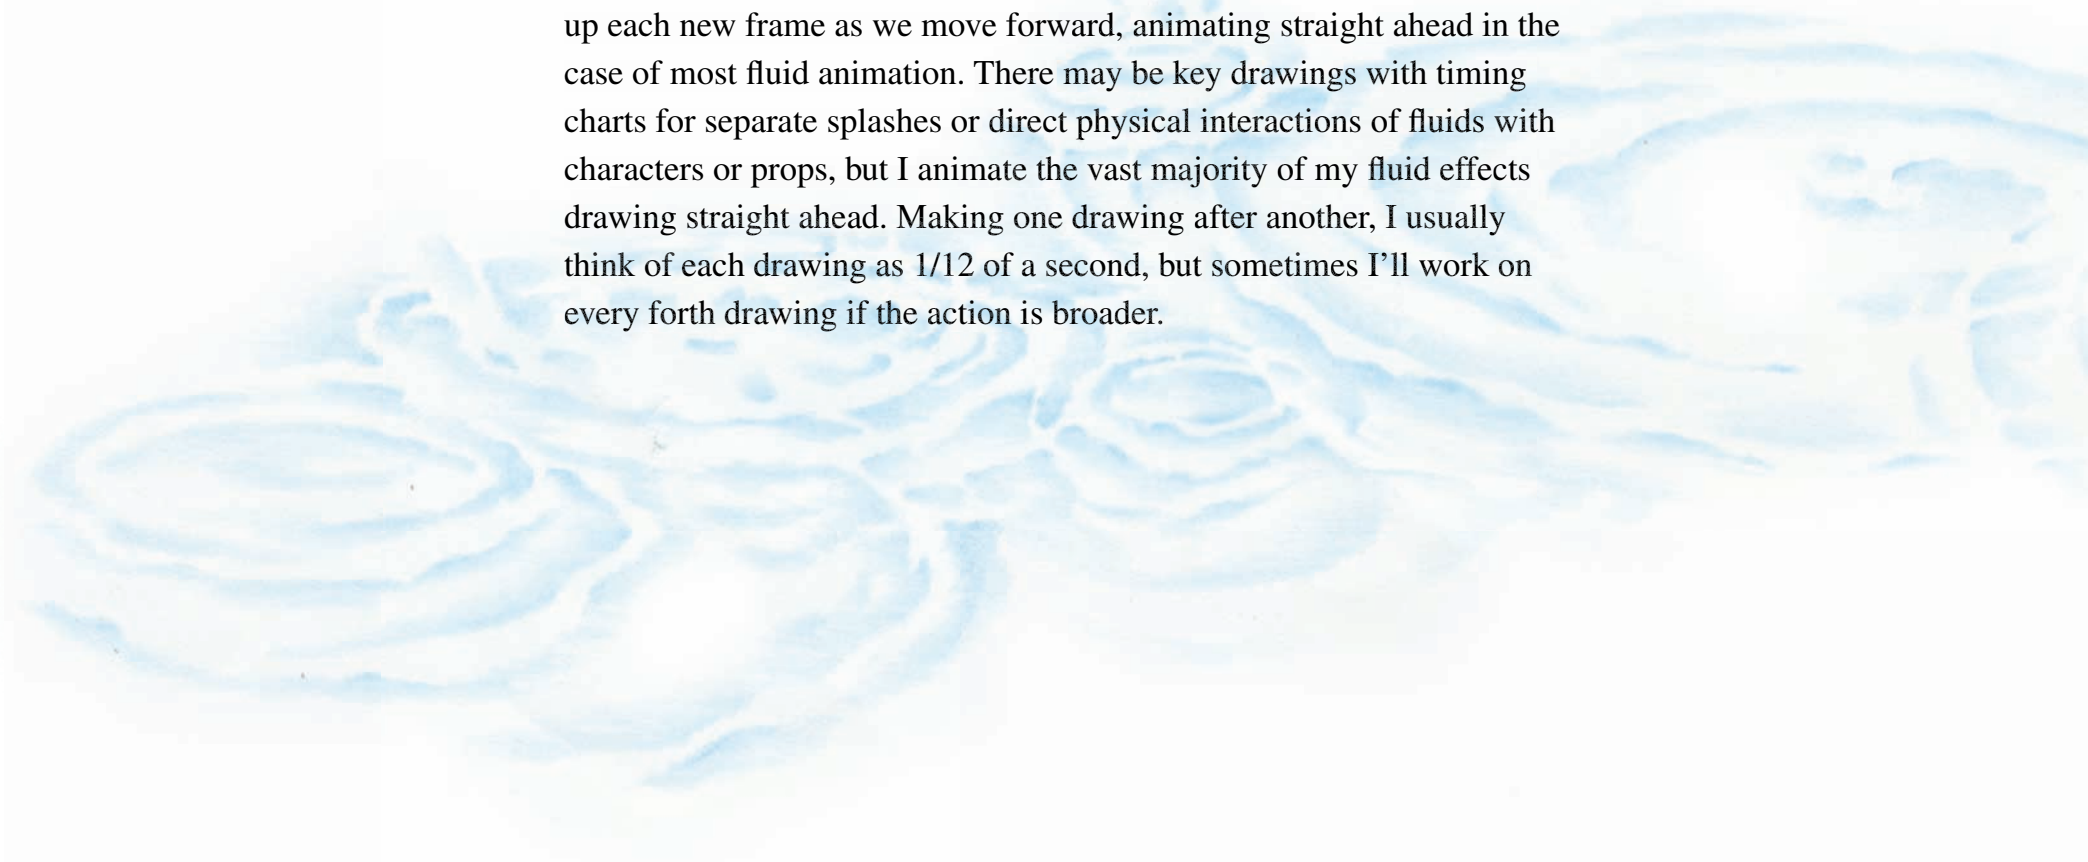 up each new frame as we move forward, animating straight ahead in the
case of most fluid animation. There may be key drawings with timing
charts for separate splashes or direct physical interactions of fluids with
characters or props, but I animate the vast majority of my fluid effects
drawing straight ahead. Making one drawing after another, I usually
think of each drawing as 1/12 of a second, but sometimes I’ll work on
every forth drawing if the action is broader.